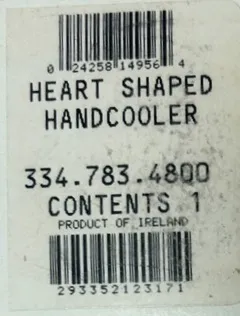 0 24258 14956 4
HEART SHAPED
HANDCOOLER
334.783.4800
CONTENTS 1
PRODUCT OF IRELAND
293352123171